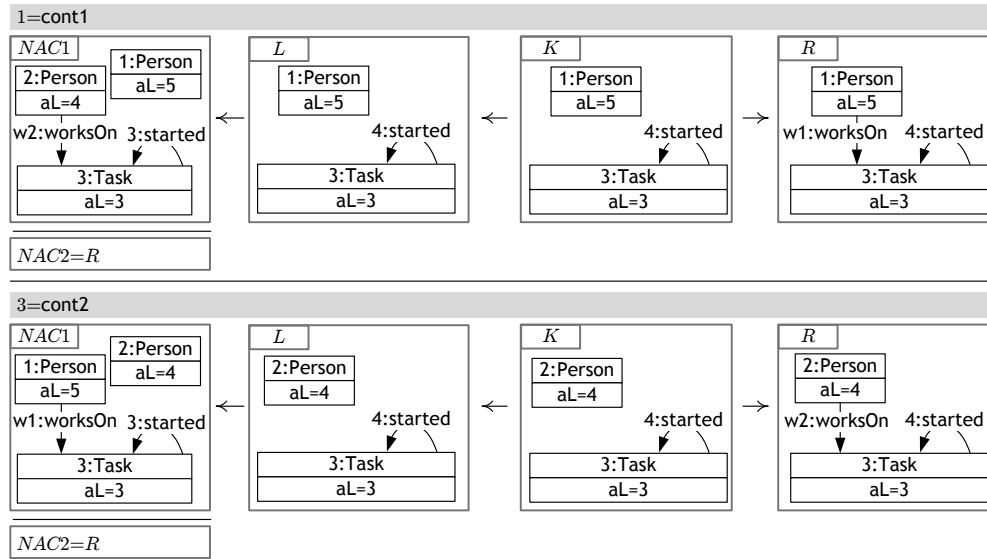 1=cont1
NAC1 L K R
2:Person 1:Person
aL=4 aL=5
w2:worksOn 3:started
3:Task
aL=3
1:Person
aL=5
4:started
3:Task
aL=3
1:Person
aL=5
4:started
3:Task
aL=3
1:Person
aL=5
w1:worksOn 4:started
3:Task
aL=3
NAC2=R
3=cont2
NAC1 L K R
1:Person 2:Person
aL=5 aL=4
w1:worksOn 3:started
3:Task
aL=3
2:Person
aL=4
4:started
3:Task
aL=3
2:Person
aL=4
4:started
3:Task
aL=3
2:Person
aL=4
w2:worksOn 4:started
3:Task
aL=3
NAC2=R